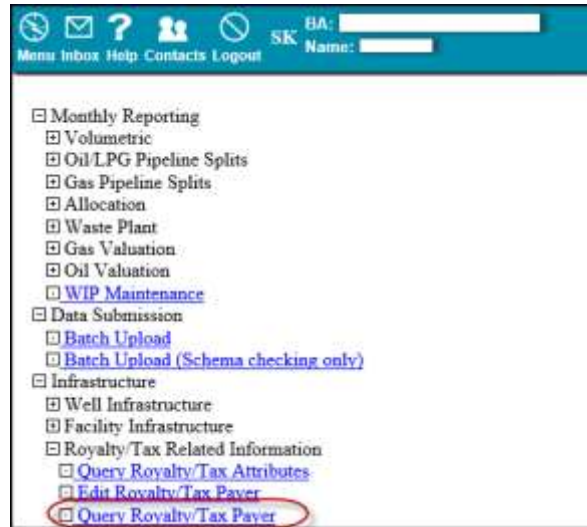 BA:
SK
Name:
Menu Inbox Help Contacts Logout
Monthly Reporting
Volumetric
Oil/LPG Pipeline Splits
Gas Pipeline Splits
Allocation
Waste Plant
Gas Valuation
Oil Valuation
WIP Maintenance
Data Submission
Batch Upload
Batch Upload (Schema checking only)
Infrastructure
Well Infrastructure
Facility Infrastructure
Royalty/Tax Related Information
Query Royalty/Tax Attributes
Edit Royalty/Tax Payer
Query Royalty/Tax Payer